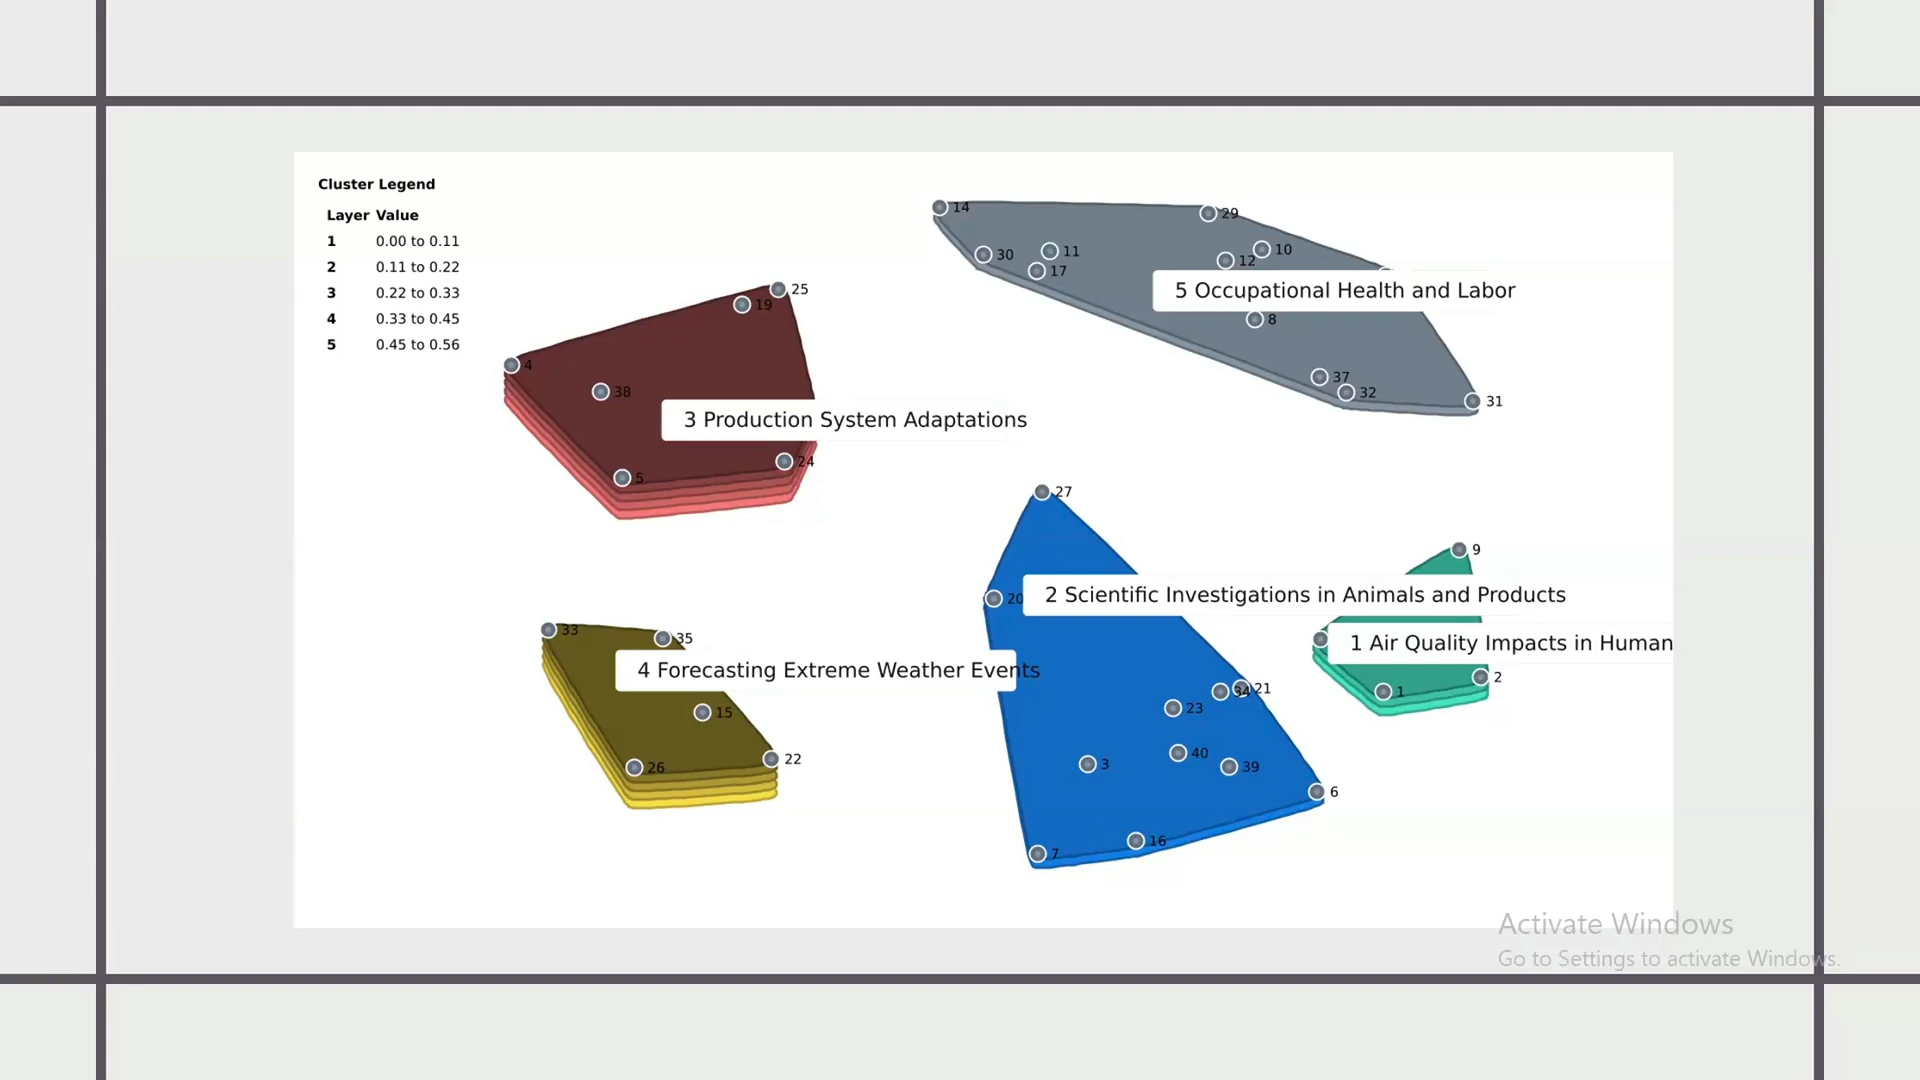 Cluster Legend
Layer Value
1 0.00 to 0.11
2 0.11 to 0.22
3 0.22 to 0.33
4 0.33 to 0.45
5 0.45 to 0.56
14
29
30
11
17
12
10
5 Occupational Health and Labor
8
37
32
31
25
19
4
38
3 Production System Adaptations
24
5
27
20
2 Scientific Investigations in Animals and Products
9
1 Air Quality Impacts in Human
1
2
33
35
4 Forecasting Extreme Weather Events
15
26
22
34
21
23
40
3
39
6
16
7
Activate Windows
Go to Settings to activate Windows.